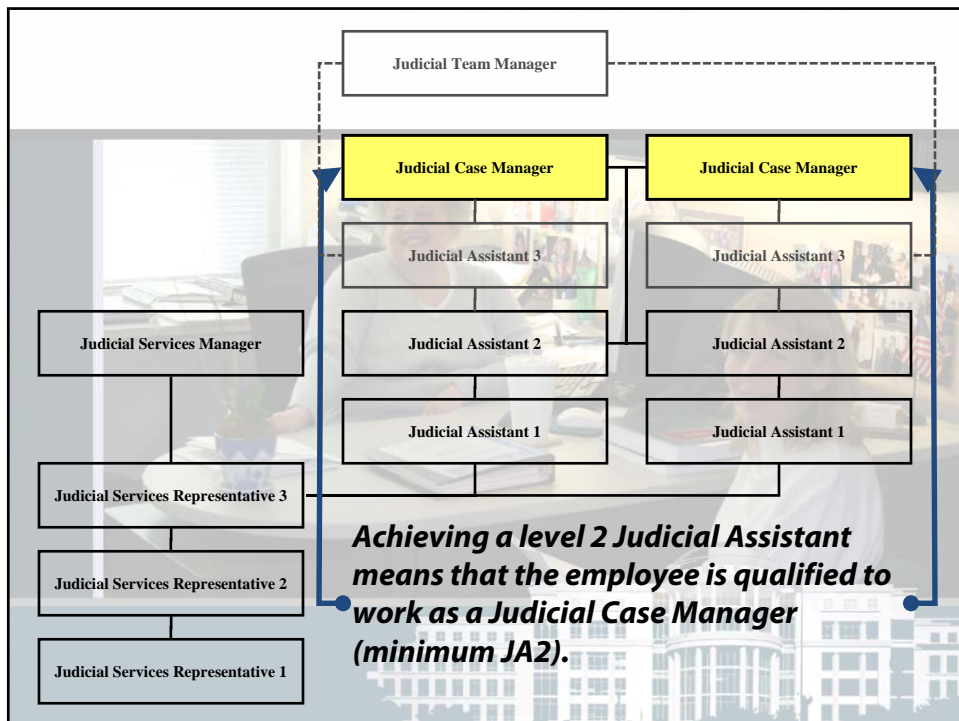 Judicial Team Manager
Judicial Case Manager
Judicial Case Manager
Judicial Assistant 3
Judicial Assistant 3
Judicial Services Manager
Judicial Assistant 2
Judicial Assistant 2
Judicial Assistant 1
Judicial Assistant 1
Judicial Services Representative 3
Judicial Services Representative 2
Judicial Services Representative 1
Achieving a level 2 Judicial Assistant
means that the employee is qualified to
work as a Judicial Case Manager
(minimum JA2).